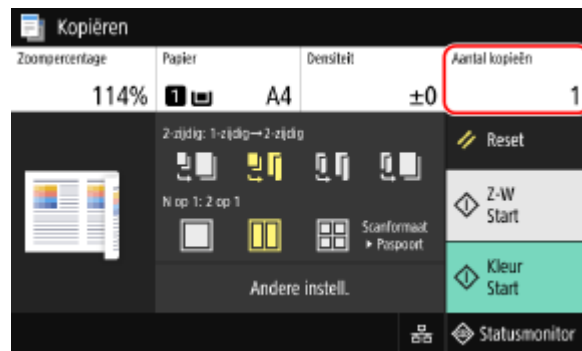 Kopiëren
Zoompercentage
Papier
Densiteit
Aantal kopieën
114%
1
A4
±0
1
2-zijdig: 1-zijdig→2-zijdig
N op 1: 2 op 1
Scanformaat
▸ Paspoort
Andere instell.
Reset
Z-W
Start
Kleur
Start
Statusmonitor